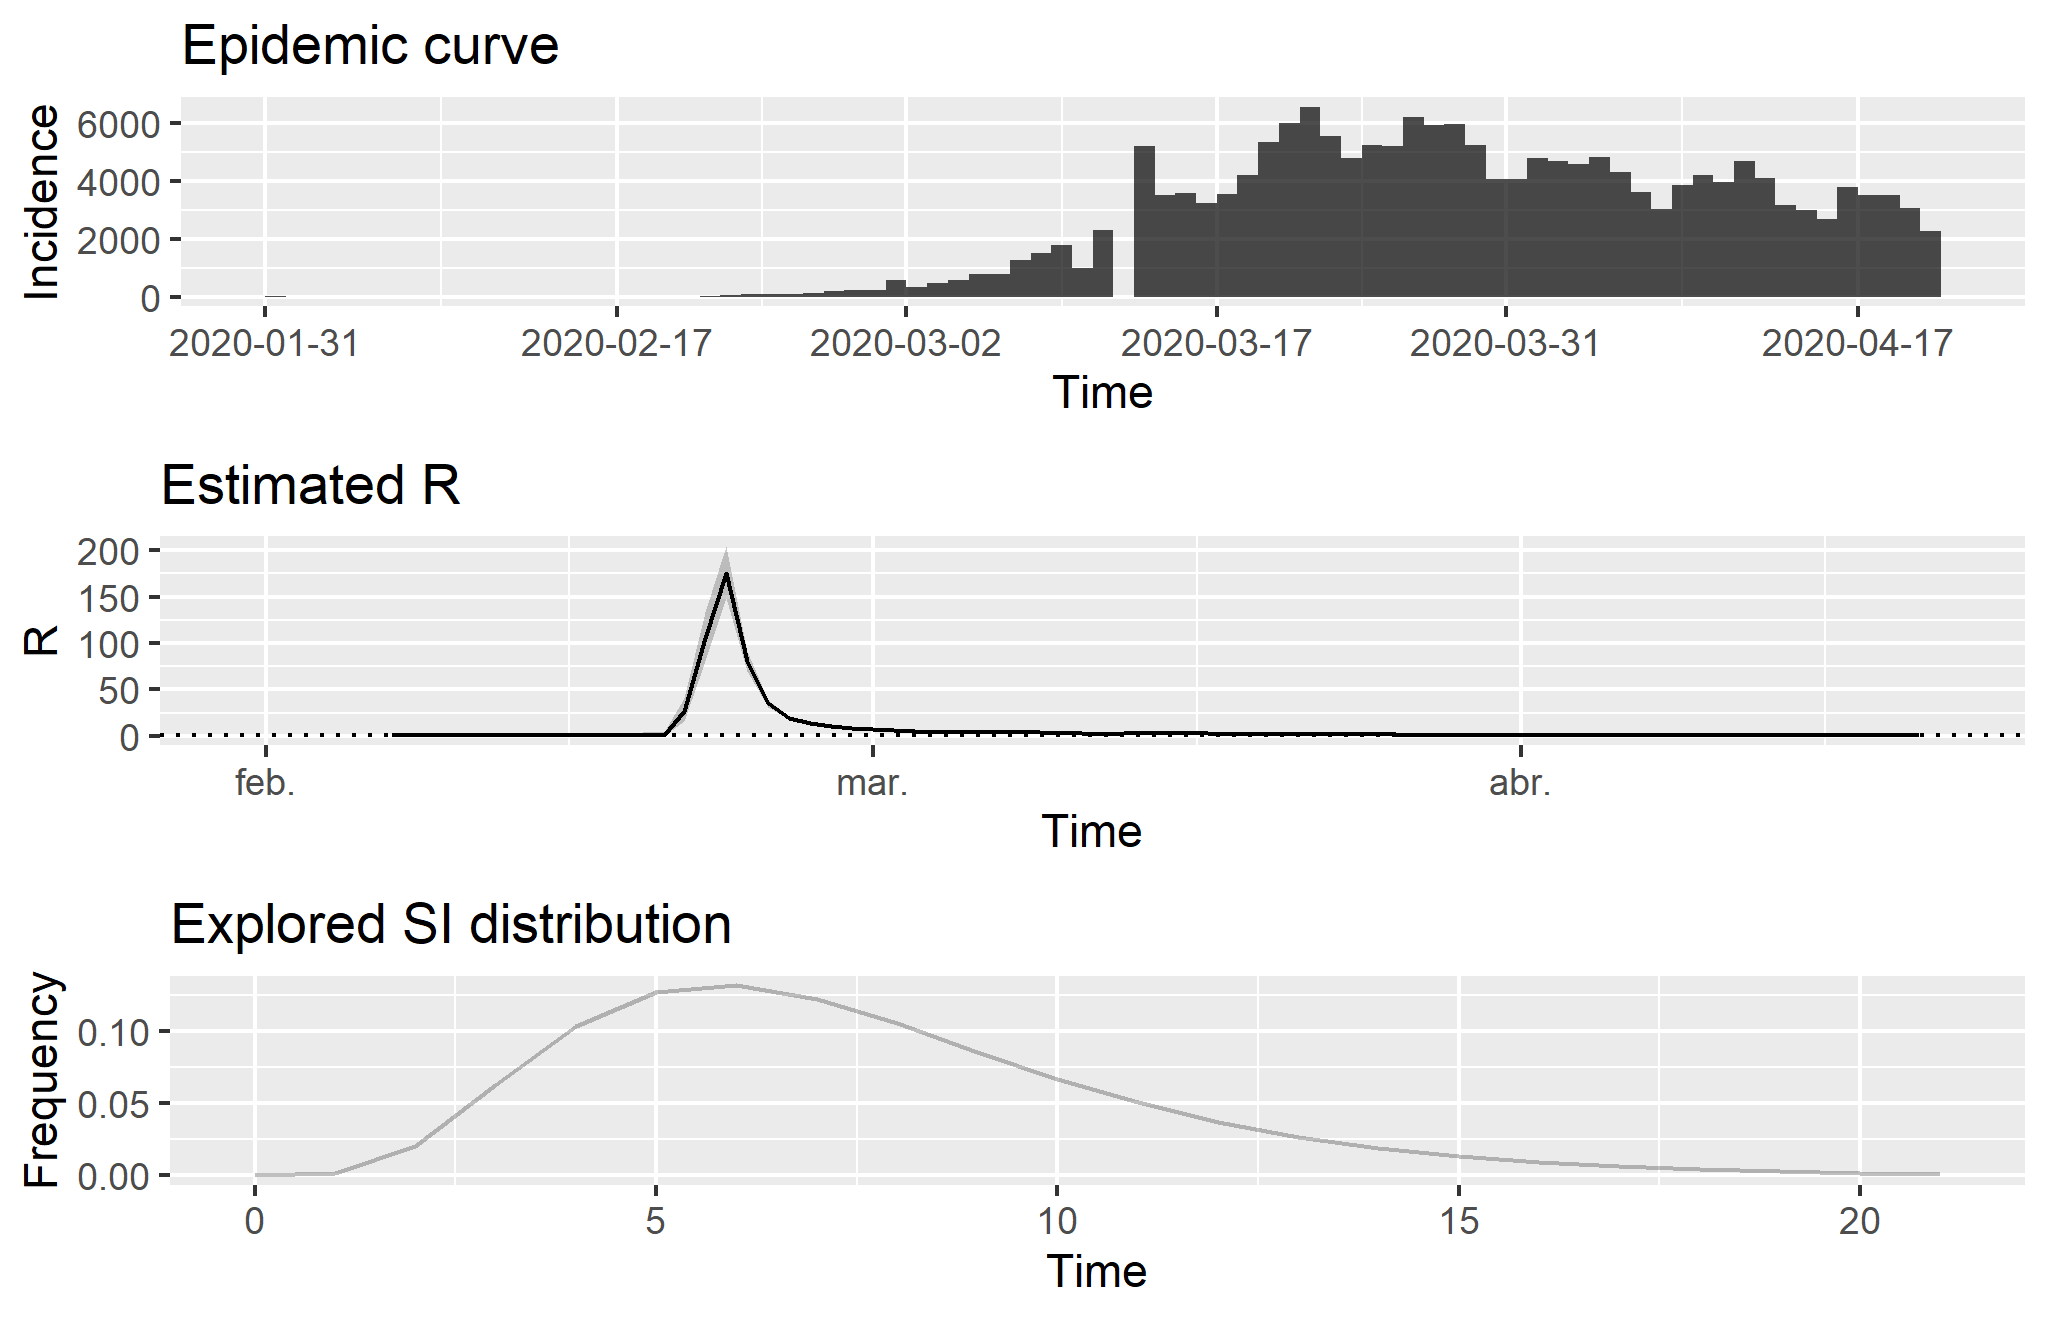 Epidemic curve
Incidence
6000
4000
2000
0
2020-01-31 2020-02-17 2020-03-02 2020-03-17 2020-03-31 2020-04-17
Time
Estimated R
R
200
150
100
50
0
feb. mar. abr.
Time
Explored SI distribution
Frequency
0.10
0.05
0.00
0 5 10 15 20
Time